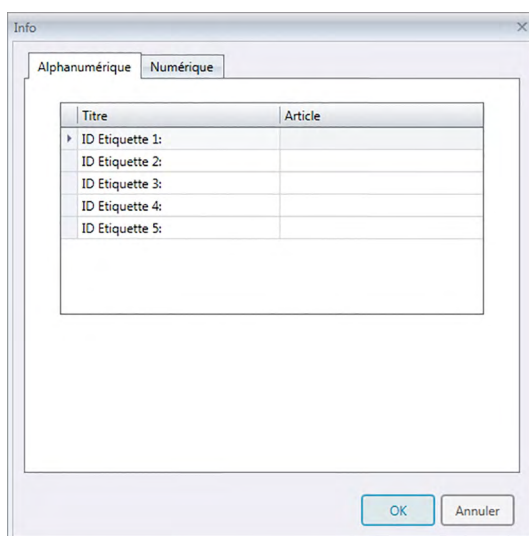 Info
Alphanumérique Numérique
Titre Article
ID Etiquette 1:
ID Etiquette 2:
ID Etiquette 3:
ID Etiquette 4:
ID Etiquette 5:
OK Annuler